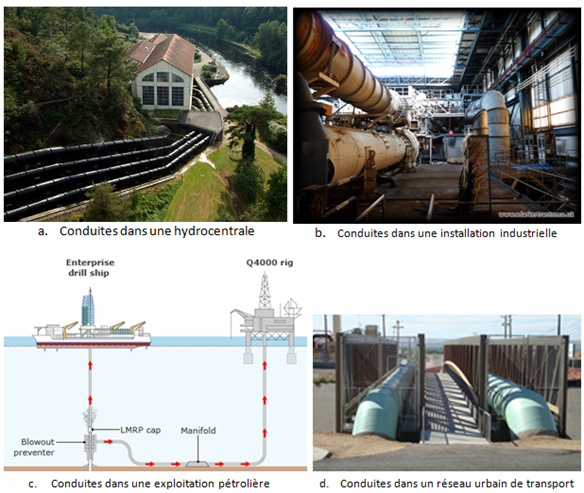 www.adarkertrantor.co.uk
a. Conduites dans une hydrocentrale
b. Conduites dans une installation industrielle
Enterprise
drill ship
Q4000 rig
LMRP cap
Manifold
Blowout
preventer
c. Conduites dans une exploitation pétrolière
d. Conduites dans un réseau urbain de transport